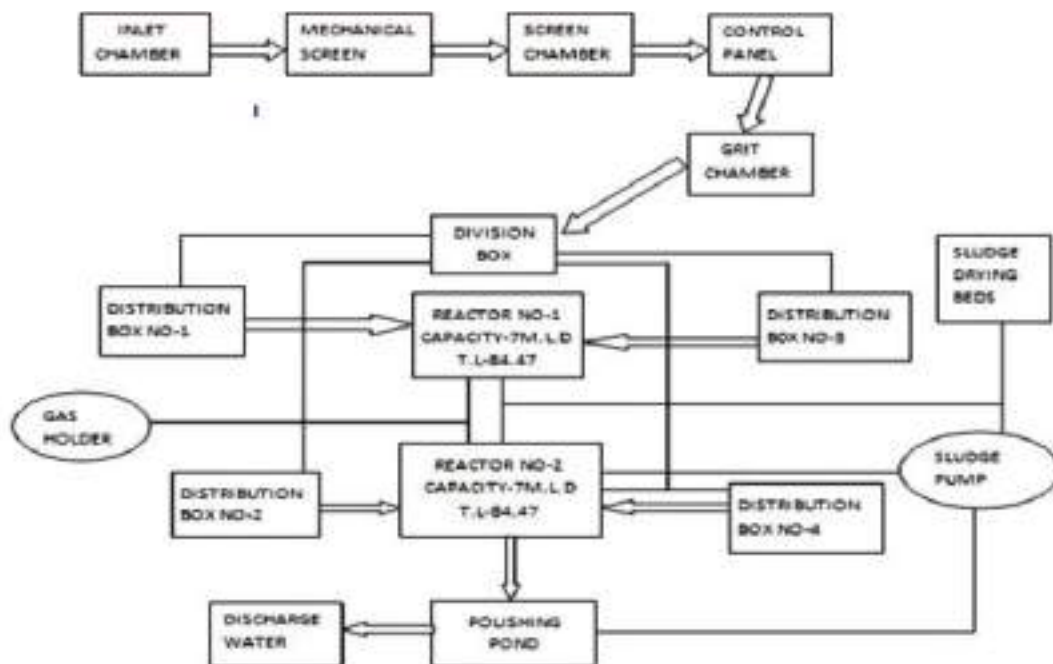 INLET
CHAMBER
MECHANICAL
SCREEN
SCREEN
CHAMBER
CONTROL
PANEL
GRIT
CHAMBER
DIVISION
BOX
SLUDGE
DRYING
BEDS
DISTRIBUTION
BOX NO-1
REACTOR NO-1
CAPACITY-7M.L.D
T.L-84.47
DISTRIBUTION
BOX NO-3
GAS
HOLDER
REACTOR NO-2
CAPACITY-7M.L.D
T.L-84.47
SLUDGE
PUMP
DISTRIBUTION
BOX NO-2
DISTRIBUTION
BOX NO-4
DISCHARGE
WATER
POLISHING
POND